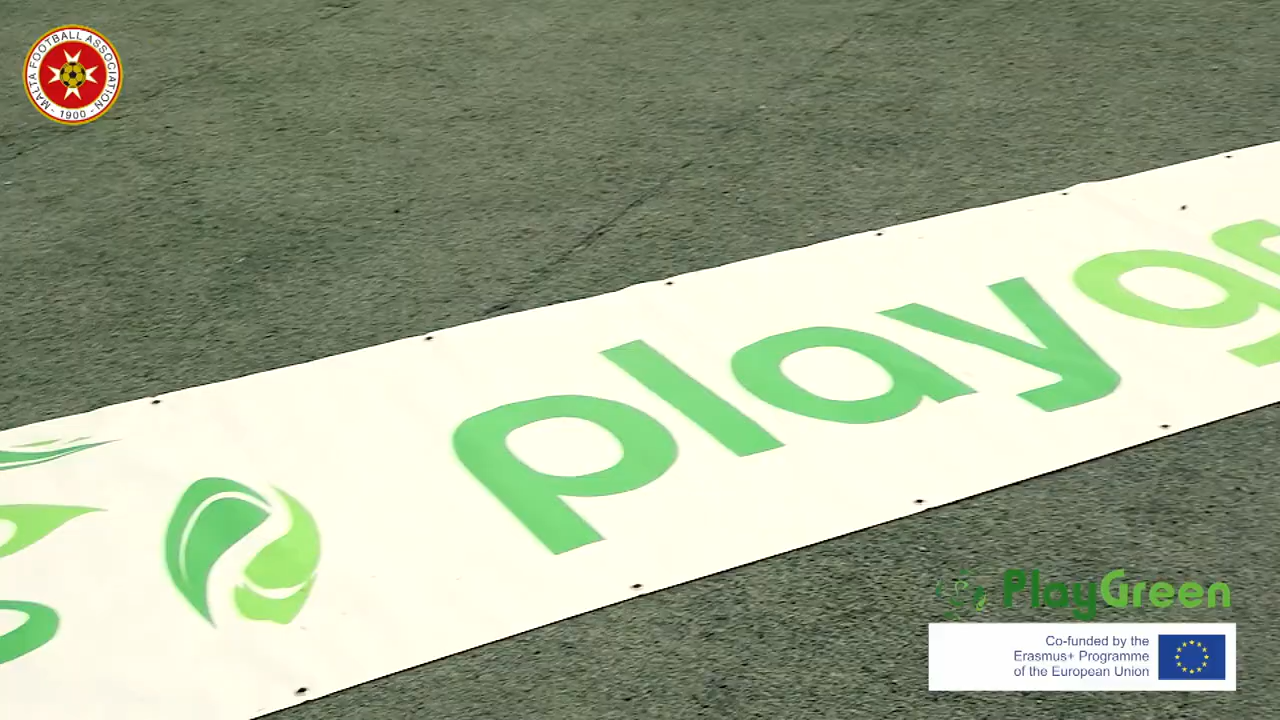 MALTA FOOTBALL ASSOCIATION
- 1900 -
playg
PlayGreen
Co-funded by the
Erasmus+ Programme
of the European Union